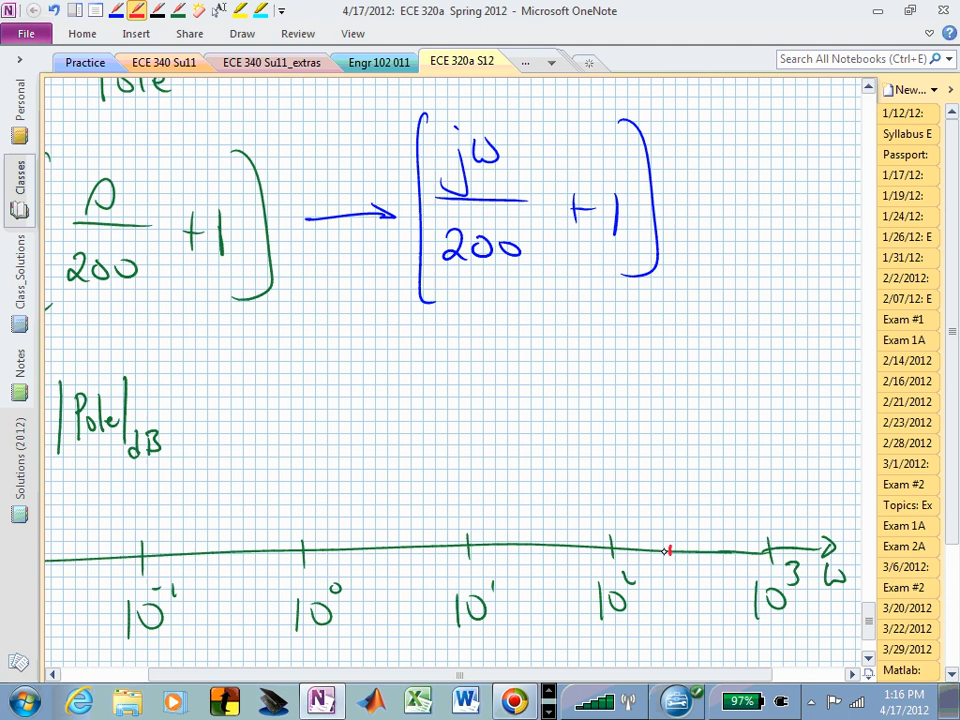 4/17/2012: ECE 320a Spring 2012 - Microsoft OneNote
File Home Insert Share Draw Review View
Practice ECE 340 Su11 ECE 340 Su11_extras Engr 102 011 ECE 320a S12 ...
Search All Notebooks (Ctrl+E)
New...
Personal
Classes
Class_Solutions
Notes
Solutions (2012)
1/12/12:
Syllabus E
Passport:
1/17/12:
1/19/12:
1/24/12:
1/26/12: E
1/31/12:
2/2/2012:
2/07/12: E
Exam #1
Exam 1A
2/14/2012
2/16/2012
2/21/2012
2/23/2012
2/28/2012
3/1/2012:
Exam #2
Topics: Ex
Exam 1A
Exam 2A
3/6/2012:
Exam #2
3/20/2012
3/22/2012
3/29/2012
Matlab:
Pole
s/200 + 1) → [jω/200 + 1]
|Pole|dB
10⁻¹ 10⁰ 10¹ 10² 10³ ω
97%
1:16 PM
4/17/2012